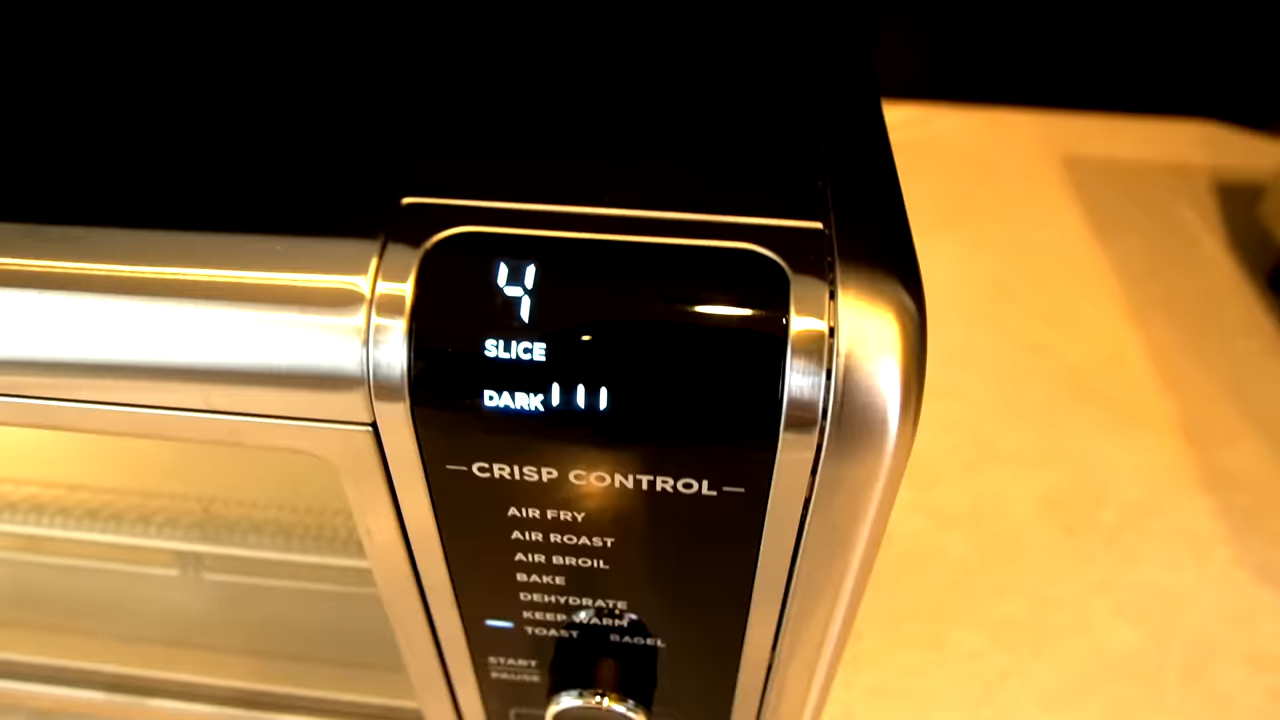 4
SLICE
DARK
CRISP CONTROL
AIR FRY
AIR ROAST
AIR BROIL
BAKE
DEHYDRATE
KEEP WARM
TOAST BAGEL
START
PAUSE